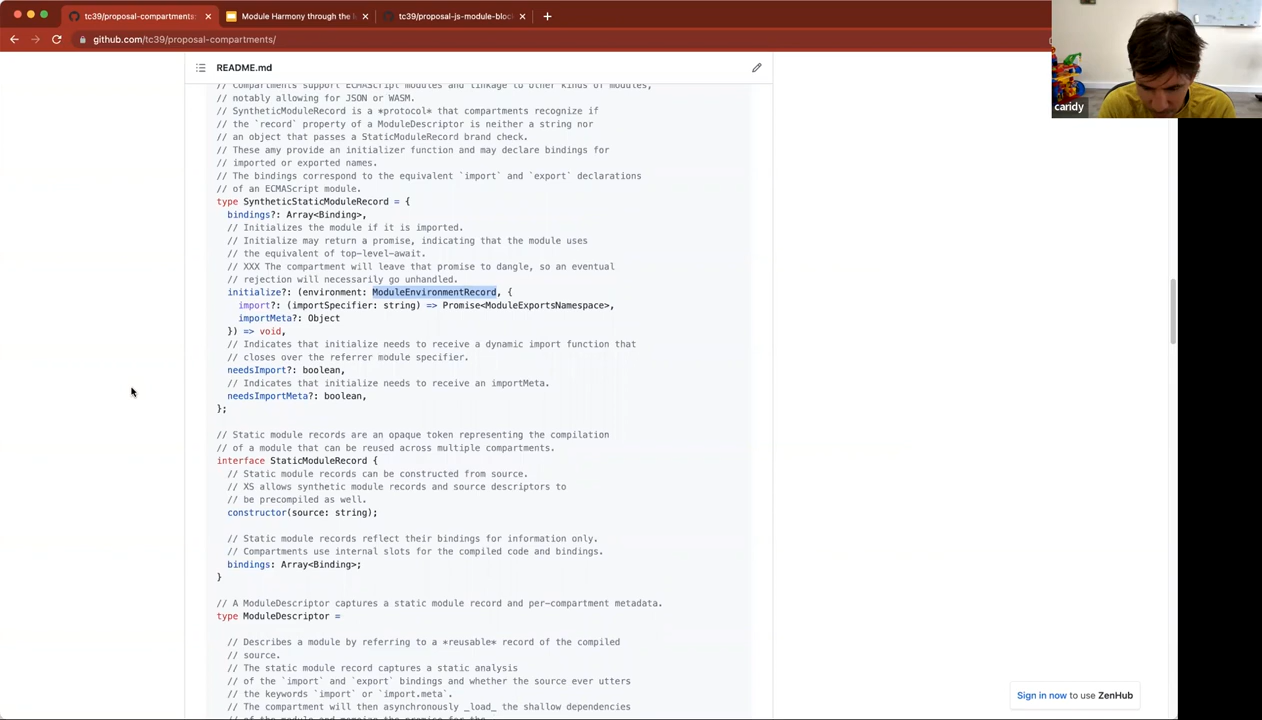 tc39/proposal-compartments:
Module Harmony through the l
tc39/proposal-js-module-block
github.com/tc39/proposal-compartments/
README.md
// Compartments support ECMAScript modules and linkage to other kinds of modules,
// notably allowing for JSON or WASM.
// SyntheticModuleRecord is a *protocol* that compartments recognize if
// the `record` property of a ModuleDescriptor is neither a string nor
// an object that passes a StaticModuleRecord brand check.
// These amy provide an initializer function and may declare bindings for
// imported or exported names.
// The bindings correspond to the equivalent `import` and `export` declarations
// of an ECMAScript module.
type SyntheticStaticModuleRecord = {
bindings?: Array<Binding>,
// Initializes the module if it is imported.
// Initialize may return a promise, indicating that the module uses
// the equivalent of top-level-await.
// XXX The compartment will leave that promise to dangle, so an eventual
// rejection will necessarily go unhandled.
initialize?: (environment: ModuleEnvironmentRecord, {
import?: (importSpecifier: string) => Promise<ModuleExportsNamespace>,
importMeta?: Object
}) => void,
// Indicates that initialize needs to receive a dynamic import function that
// closes over the referrer module specifier.
needsImport?: boolean,
// Indicates that initialize needs to receive an importMeta.
needsImportMeta?: boolean,
};
// Static module records are an opaque token representing the compilation
// of a module that can be reused across multiple compartments.
interface StaticModuleRecord {
// Static module records can be constructed from source.
// XS allows synthetic module records and source descriptors to
// be precompiled as well.
constructor(source: string);
// Static module records reflect their bindings for information only.
// Compartments use internal slots for the compiled code and bindings.
bindings: Array<Binding>;
}
// A ModuleDescriptor captures a static module record and per-compartment metadata.
type ModuleDescriptor =
// Describes a module by referring to a *reusable* record of the compiled
// source.
// The static module record captures a static analysis
// of the `import` and `export` bindings and whether the source ever utters
// the keywords `import` or `import.meta`.
// The compartment will then asynchronously _load_ the shallow dependencies
// of the module and memoize the promise for the
caridy
Sign in now to use ZenHub